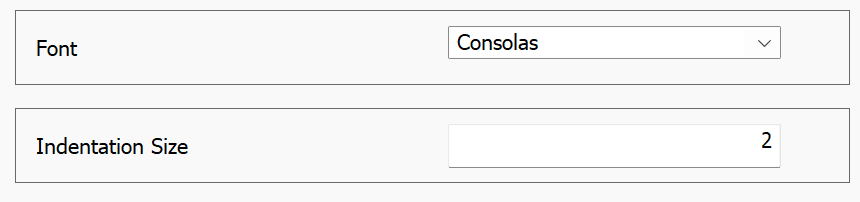 Font
Consolas
Indentation Size
2